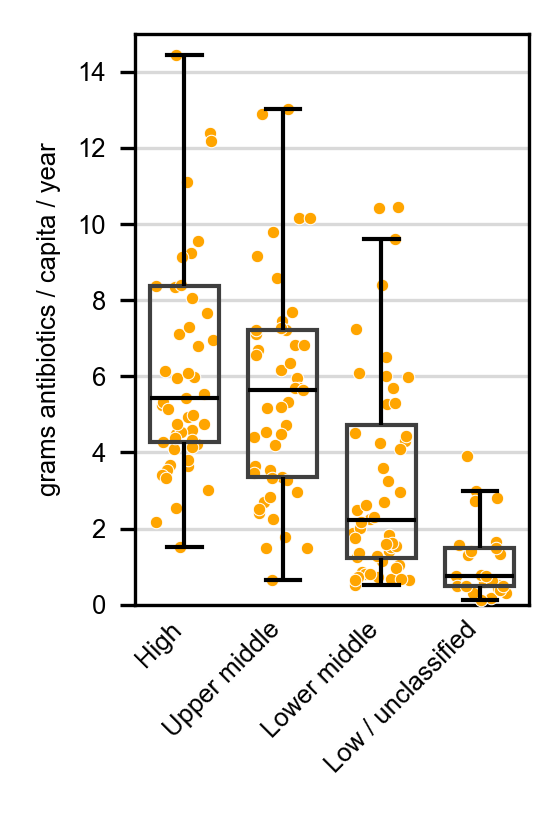 grams antibiotics / capita / year
14
12
10
8
6
4
2
0
High
Upper middle
Lower middle
Low / unclassified